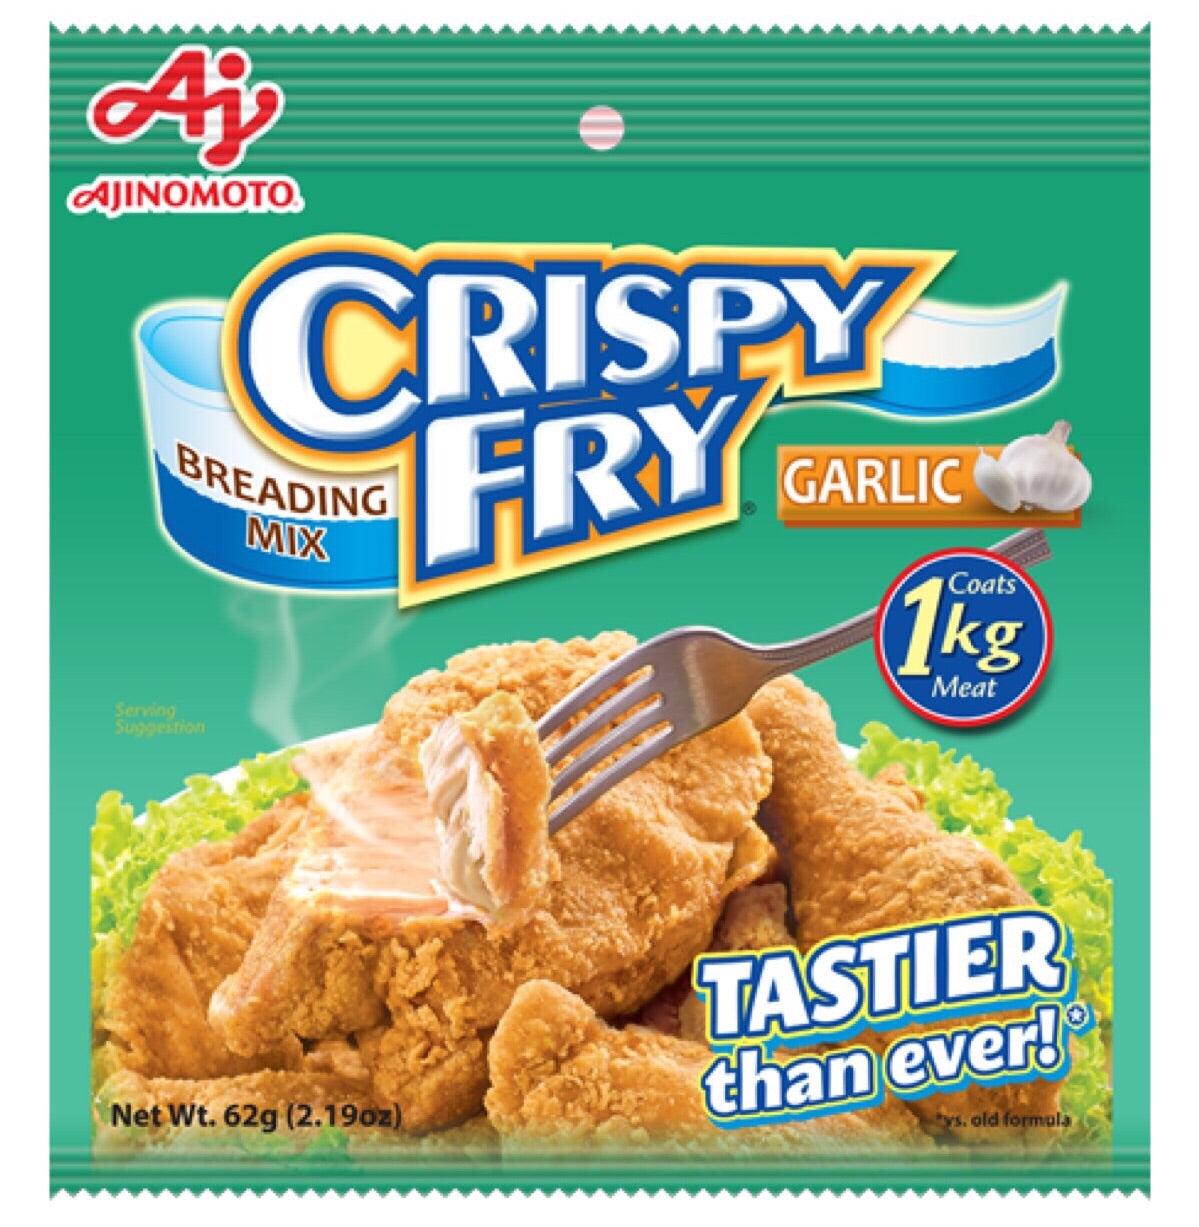 Aj
AJINOMOTO®
CRISPY
FRY®
BREADING
MIX
GARLIC
Coats
1kg
Meat
Serving
Suggestion
TASTIER
than ever!*
Net Wt. 62g (2.19oz)
*vs. old formula